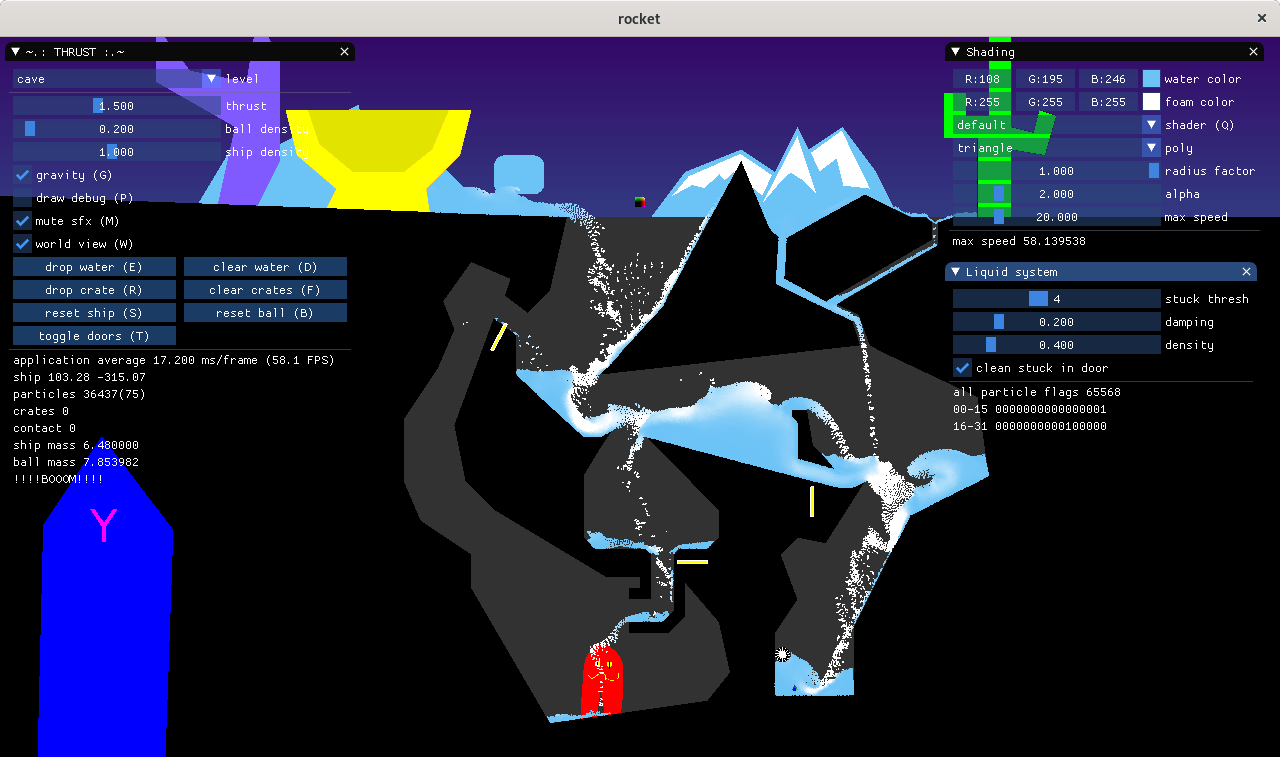 rocket
~.: THRUST :.~
cave level
1.500 thrust
0.200 ball density
1.000 ship density
gravity (G)
draw debug (P)
mute sfx (M)
world view (W)
drop water (E) clear water (D)
drop crate (R) clear crates (F)
reset ship (S) reset ball (B)
toggle doors (T)
application average 17.200 ms/frame (58.1 FPS)
ship 103.28 -315.07
particles 36437(75)
crates 0
contact 0
ship mass 6.480000
ball mass 7.853982
!!!!BOOOM!!!!
Y
Shading
R:108 G:195 B:246 water color
R:255 G:255 B:255 foam color
default shader (Q)
triangle poly
1.000 radius factor
2.000 alpha
20.000 max speed
max speed 58.139538
Liquid system
4 stuck thresh
0.200 damping
0.400 density
clean stuck in door
all particle flags 65568
00-15 0000000000000001
16-31 0000000000100000